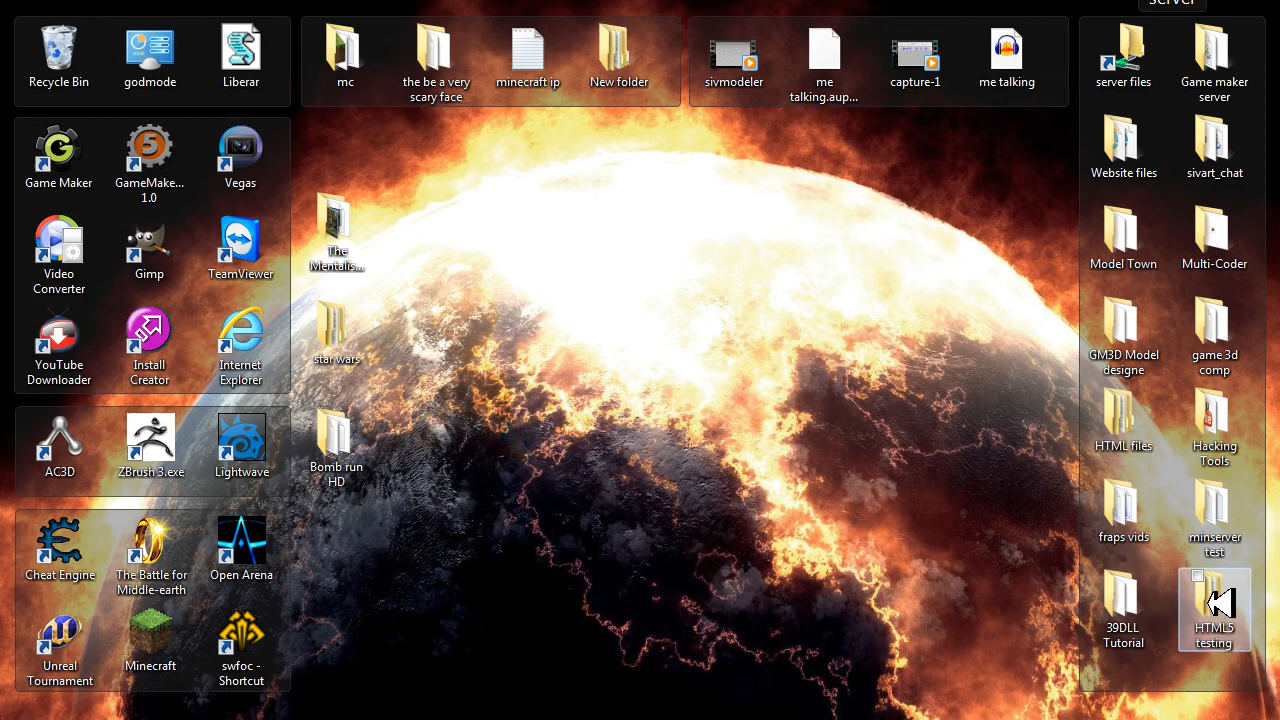 server
Recycle Bin
godmode
Liberar
mc
the be a very
scary face
minecraft ip
New folder
sivmodeler
me
talking.aup...
capture-1
me talking
server files
Game maker
server
Game Maker
GameMake...
1.0
Vegas
Website files
sivart_chat
Video
Converter
Gimp
TeamViewer
The
Mentalis...
Model Town
Multi-Coder
YouTube
Downloader
Install
Creator
Internet
Explorer
star wars
GM3D Model
designe
game 3d
comp
AC3D
ZBrush 3.exe
Lightwave
Bomb run
HD
HTML files
Hacking
Tools
fraps vids
minserver
test
Cheat Engine
The Battle for
Middle-earth
Open Arena
39DLL
Tutorial
HTML5
testing
Unreal
Tournament
Minecraft
swfoc -
Shortcut